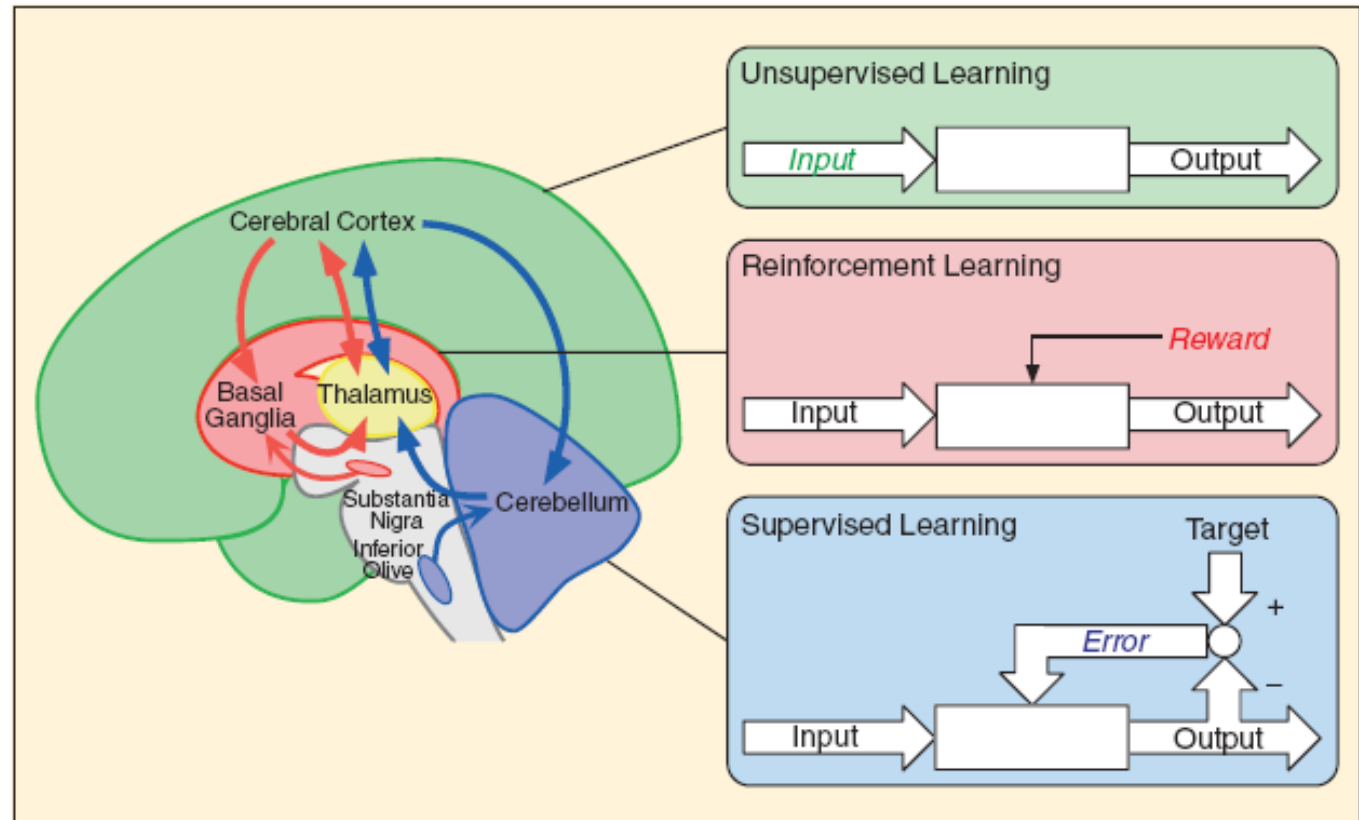 Cerebral Cortex
Basal
Ganglia
Thalamus
Substantia
Nigra
Inferior
Olive
Cerebellum
Unsupervised Learning
Input
Output
Reinforcement Learning
Reward
Input
Output
Supervised Learning
Target
+
Error
−
Input
Output